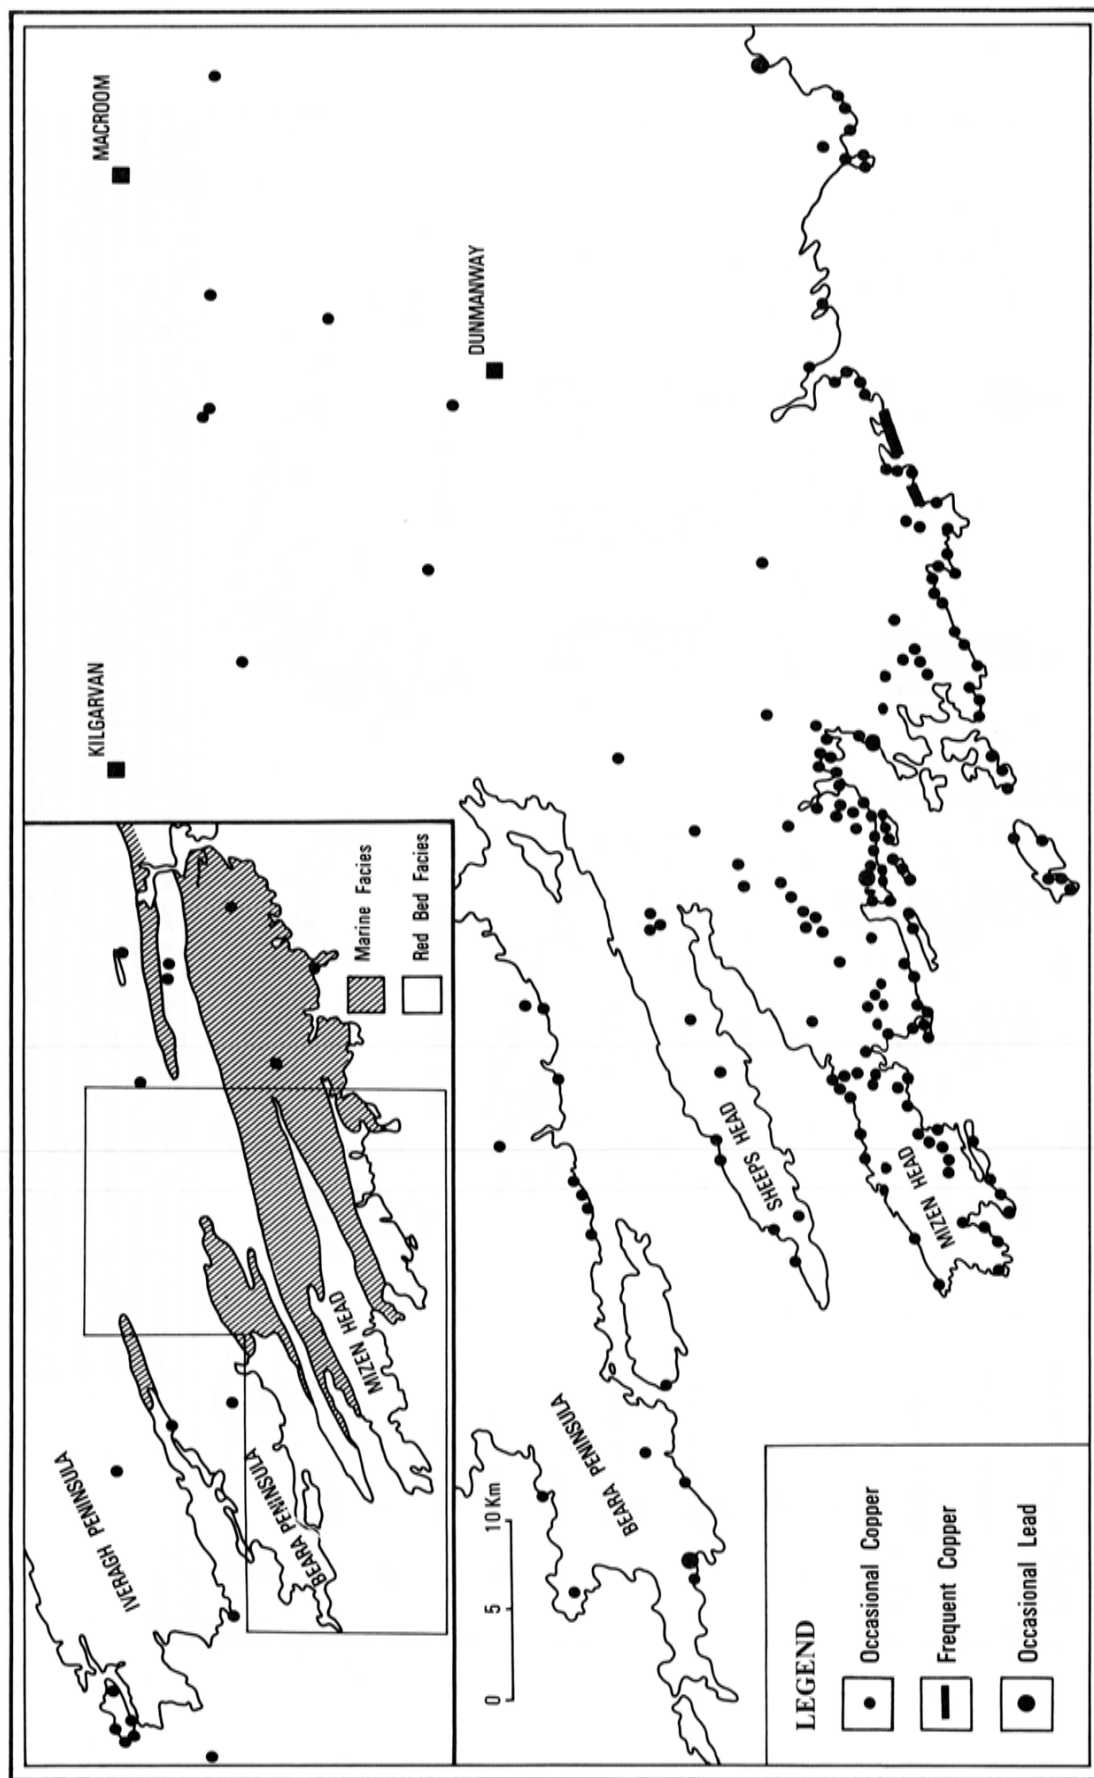 IVERAGH PENINSULA
BEARA PENINSULA
MIZEN HEAD
Marine Facies
Red Bed Facies
KILGARVAN
MACROOM
DUNMANWAY
BEARA PENINSULA
SHEEPS HEAD
MIZEN HEAD
0 5 10 Km
LEGEND
Occasional Copper
Frequent Copper
Occasional Lead